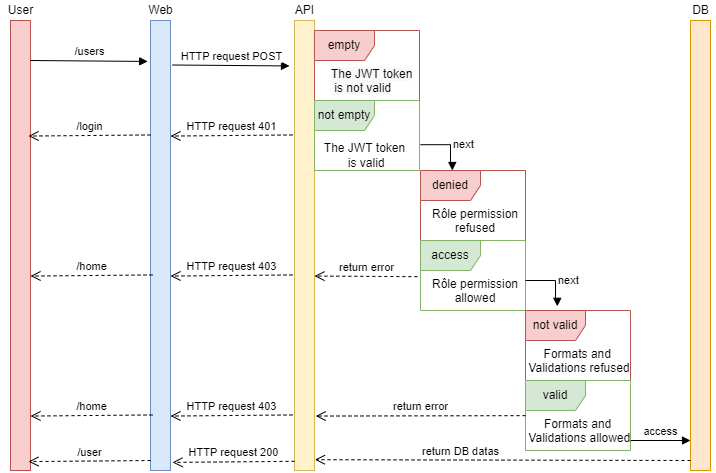 User
Web
API
DB
/users
HTTP request POST
empty
The JWT token
is not valid
not empty
/login
HTTP request 401
The JWT token
is valid
next
denied
Rôle permission
refused
access
/home
HTTP request 403
return error
Rôle permission
allowed
next
not valid
Formats and
Validations refused
valid
/home
HTTP request 403
return error
Formats and
Validations allowed
access
/user
HTTP request 200
return DB datas